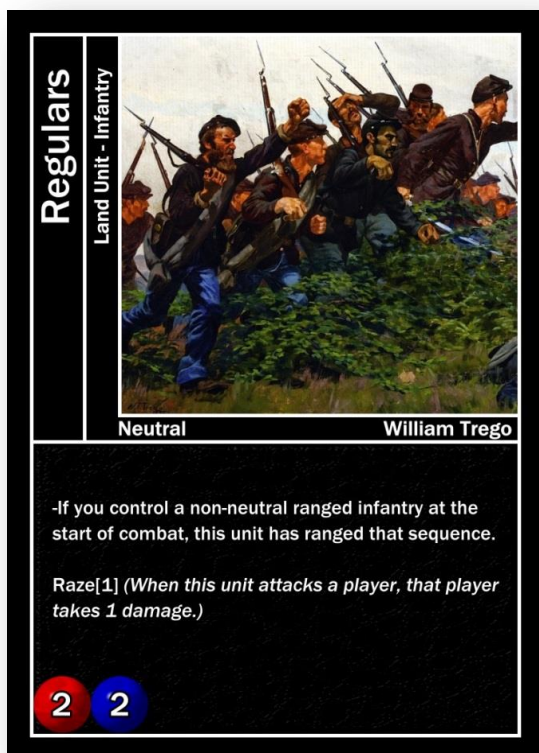 Regulars
Land Unit - Infantry
Neutral
William Trego
-If you control a non-neutral ranged infantry at the
start of combat, this unit has ranged that sequence.
Raze[1] (When this unit attacks a player, that player
takes 1 damage.)
2
2